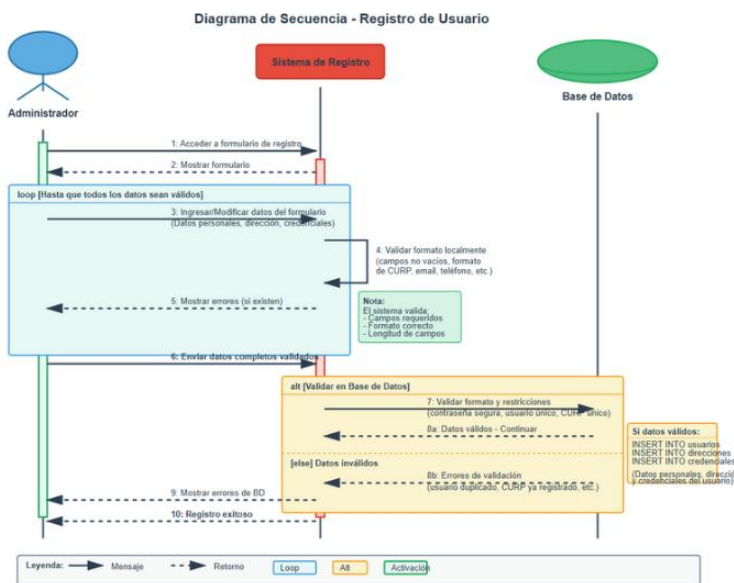 Diagrama de Secuencia - Registro de Usuario
Administrador
Sistema de Registro
Base de Datos
1: Acceder a formulario de registro
2: Mostrar formulario
loop [Hasta que todos los datos sean válidos]
3: Ingresar/Modificar datos del formulario
(Datos personales, dirección, credenciales)
4: Validar formato localmente
(campos no vacíos, formato
de CURP, email, teléfono, etc.)
5: Mostrar errores (si existen)
Nota:
El sistema valida:
- Campos requeridos
- Formato correcto
- Longitud de campos
6: Enviar datos completos validados
alt [Validar en Base de Datos]
7: Validar formato y restricciones
(contraseña segura, usuario único, CURP único)
8a: Datos válidos - Continuar
Si datos válidos:
INSERT INTO usuarios
INSERT INTO direcciones
INSERT INTO credenciales
(Datos personales, direcci
y credenciales del usuario)
[else] Datos inválidos
8b: Errores de validación
(usuario duplicado, CURP ya registrado, etc.)
9: Mostrar errores de BD
10: Registro exitoso
Leyenda: Mensaje Retorno Loop Alt Activación